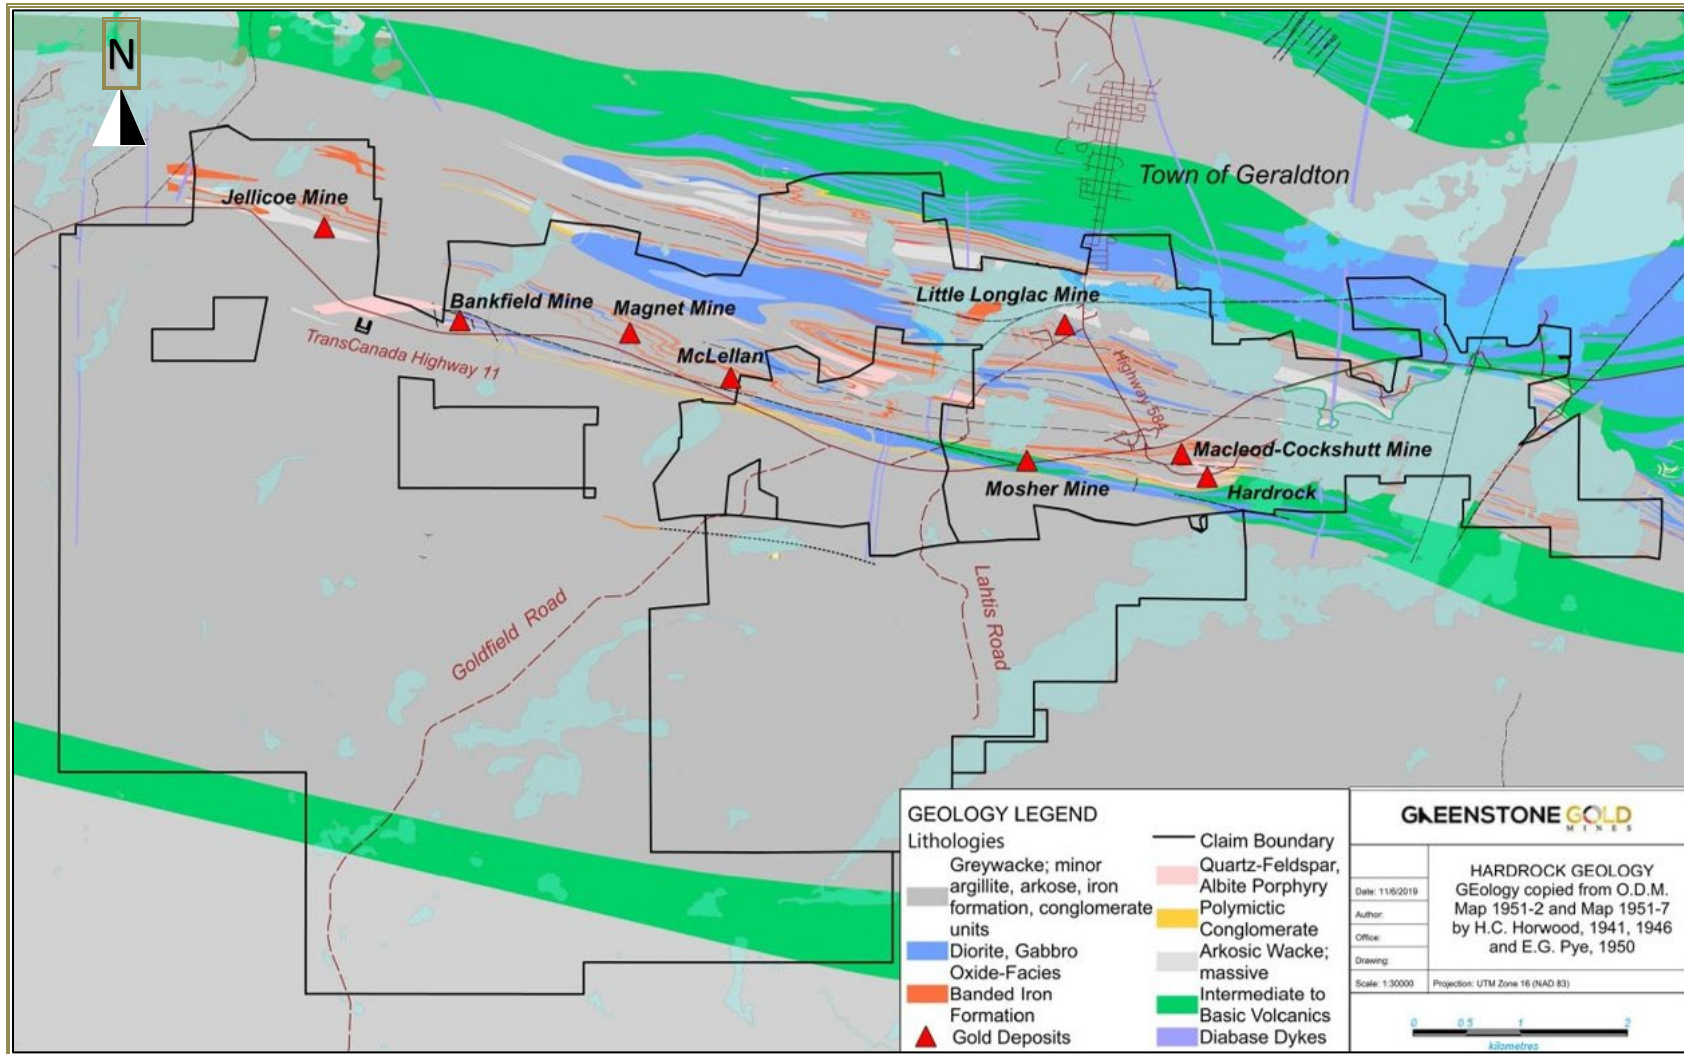 N
Town of Geraldton
Jellicoe Mine
Bankfield Mine
Magnet Mine
Little Longlac Mine
TransCanada Highway 11
McLellan
Highway 584
Macleod-Cockshutt Mine
Mosher Mine
Hardrock
Goldfield Road
Lahtis Road
GEOLOGY LEGEND
Lithologies
Greywacke; minor
argillite, arkose, iron
formation, conglomerate
units
Diorite, Gabbro
Oxide-Facies
Banded Iron
Formation
Gold Deposits
Claim Boundary
Quartz-Feldspar,
Albite Porphyry
Polymictic
Conglomerate
Arkosic Wacke;
massive
Intermediate to
Basic Volcanics
Diabase Dykes
GREENSTONE GOLD
MINES
Date: 11/6/2019
Author:
Office:
Drawing:
Scale: 1:30000
HARDROCK GEOLOGY
GEology copied from O.D.M.
Map 1951-2 and Map 1951-7
by H.C. Horwood, 1941, 1946
and E.G. Pye, 1950
Projection: UTM Zone 16 (NAD 83)
0 0.5 1 2
kilometres